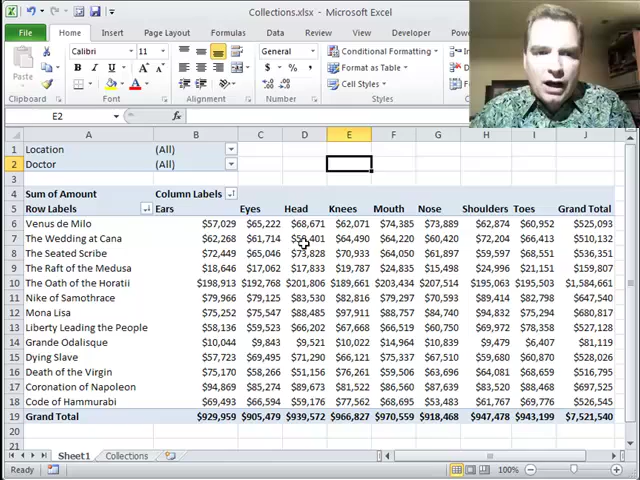 Collections.xlsx - Microsoft Excel
File Home Insert Page Layout Formulas Data Review View Developer
Paste Calibri 11 General Conditional Formatting
B I U $ % , Format as Table
Cell Styles
Clipboard Font Alignment Number Styles
E2 fx
A B C D E F G H I J
1 Location (All)
2 Doctor (All)
3
4 Sum of Amount Column Labels
5 Row Labels Ears Eyes Head Knees Mouth Nose Shoulders Toes Grand Total
6 Venus de Milo $57,029 $65,222 $68,671 $62,071 $74,385 $73,889 $62,874 $60,952 $525,093
7 The Wedding at Cana $62,268 $61,714 $64,490 $64,220 $60,420 $72,204 $66,413 $510,132
8 The Seated Scribe $72,449 $65,046 $73,828 $70,933 $64,050 $61,857 $59,597 $68,551 $536,351
9 The Raft of the Medusa $18,646 $17,062 $17,833 $19,787 $24,835 $15,498 $24,996 $21,151 $159,807
10 The Oath of the Horatii $198,913 $192,768 $201,806 $189,661 $203,434 $207,514 $195,063 $195,503 $1,584,661
11 Nike of Samothrace $79,966 $79,125 $83,530 $82,816 $79,297 $70,593 $89,414 $82,798 $647,540
12 Mona Lisa $75,252 $75,547 $88,485 $97,911 $88,757 $84,740 $94,832 $75,294 $680,817
13 Liberty Leading the People $58,136 $59,523 $66,202 $67,668 $66,519 $60,750 $69,972 $78,358 $527,128
14 Grande Odalisque $10,044 $9,843 $9,521 $10,022 $14,964 $10,839 $9,479 $6,407 $81,119
15 Dying Slave $57,723 $69,495 $71,290 $66,421 $75,337 $67,510 $59,680 $60,870 $528,026
16 Death of the Virgin $75,170 $58,266 $51,156 $76,261 $59,506 $63,696 $64,081 $68,659 $516,795
17 Coronation of Napoleon $94,869 $85,274 $89,673 $81,522 $86,560 $87,639 $83,520 $88,468 $697,525
18 Code of Hammurabi $69,493 $66,594 $59,176 $67,562 $68,695 $53,483 $61,767 $79,776 $526,545
19 Grand Total $929,959 $905,479 $939,572 $966,827 $970,559 $918,468 $947,478 $943,199 $7,521,540
20
21
Sheet1 Collections
Ready 100%